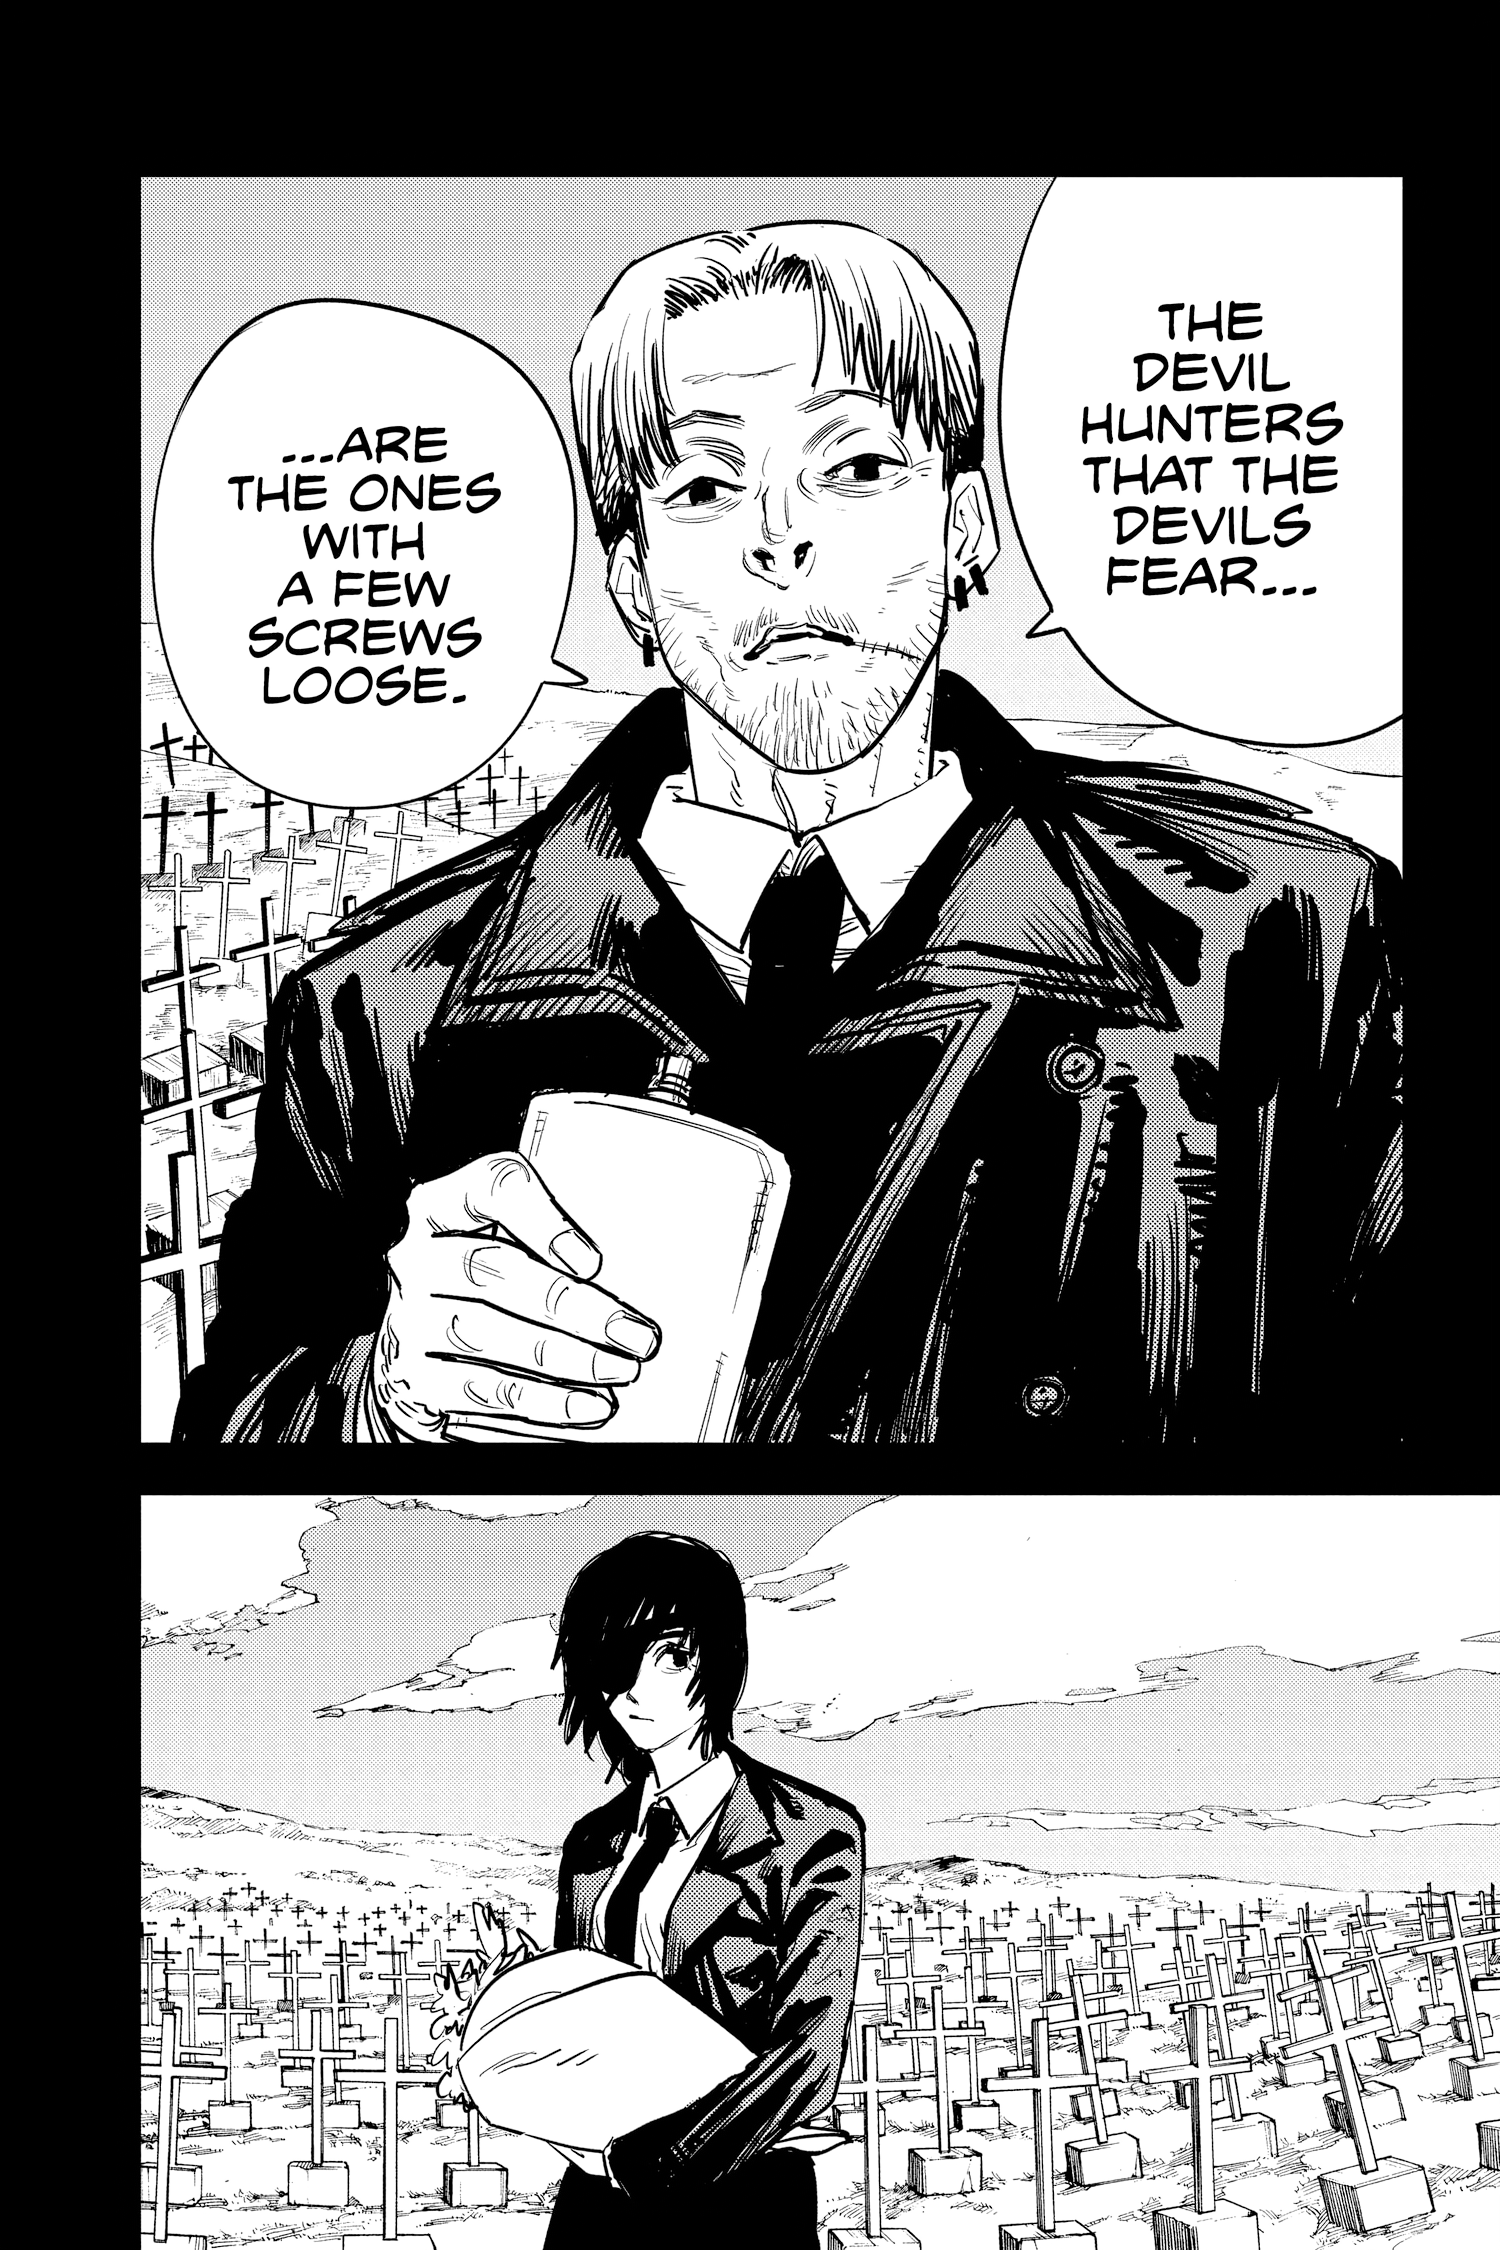 THE
DEVIL
HUNTERS
THAT THE
DEVILS
FEAR...
...ARE
THE ONES
WITH
A FEW
SCREWS
LOOSE.